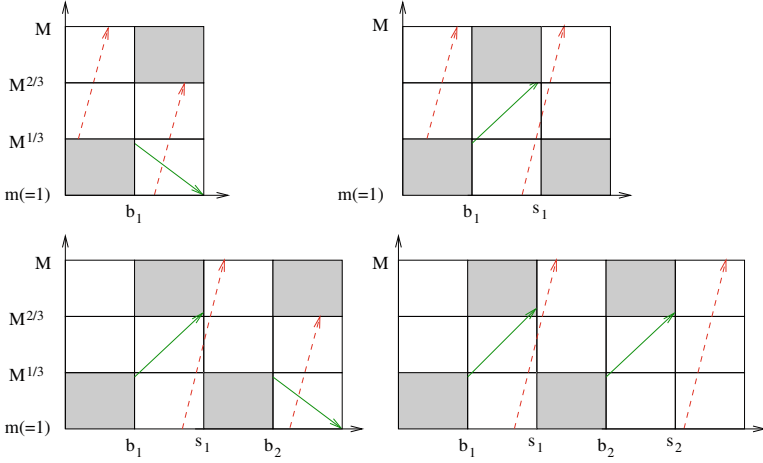 M
M^{2/3}
M^{1/3}
m(=1)
b_1
M
m(=1)
b_1 s_1
M
M^{2/3}
M^{1/3}
m(=1)
b_1 s_1 b_2
M
b_1 s_1 b_2 s_2